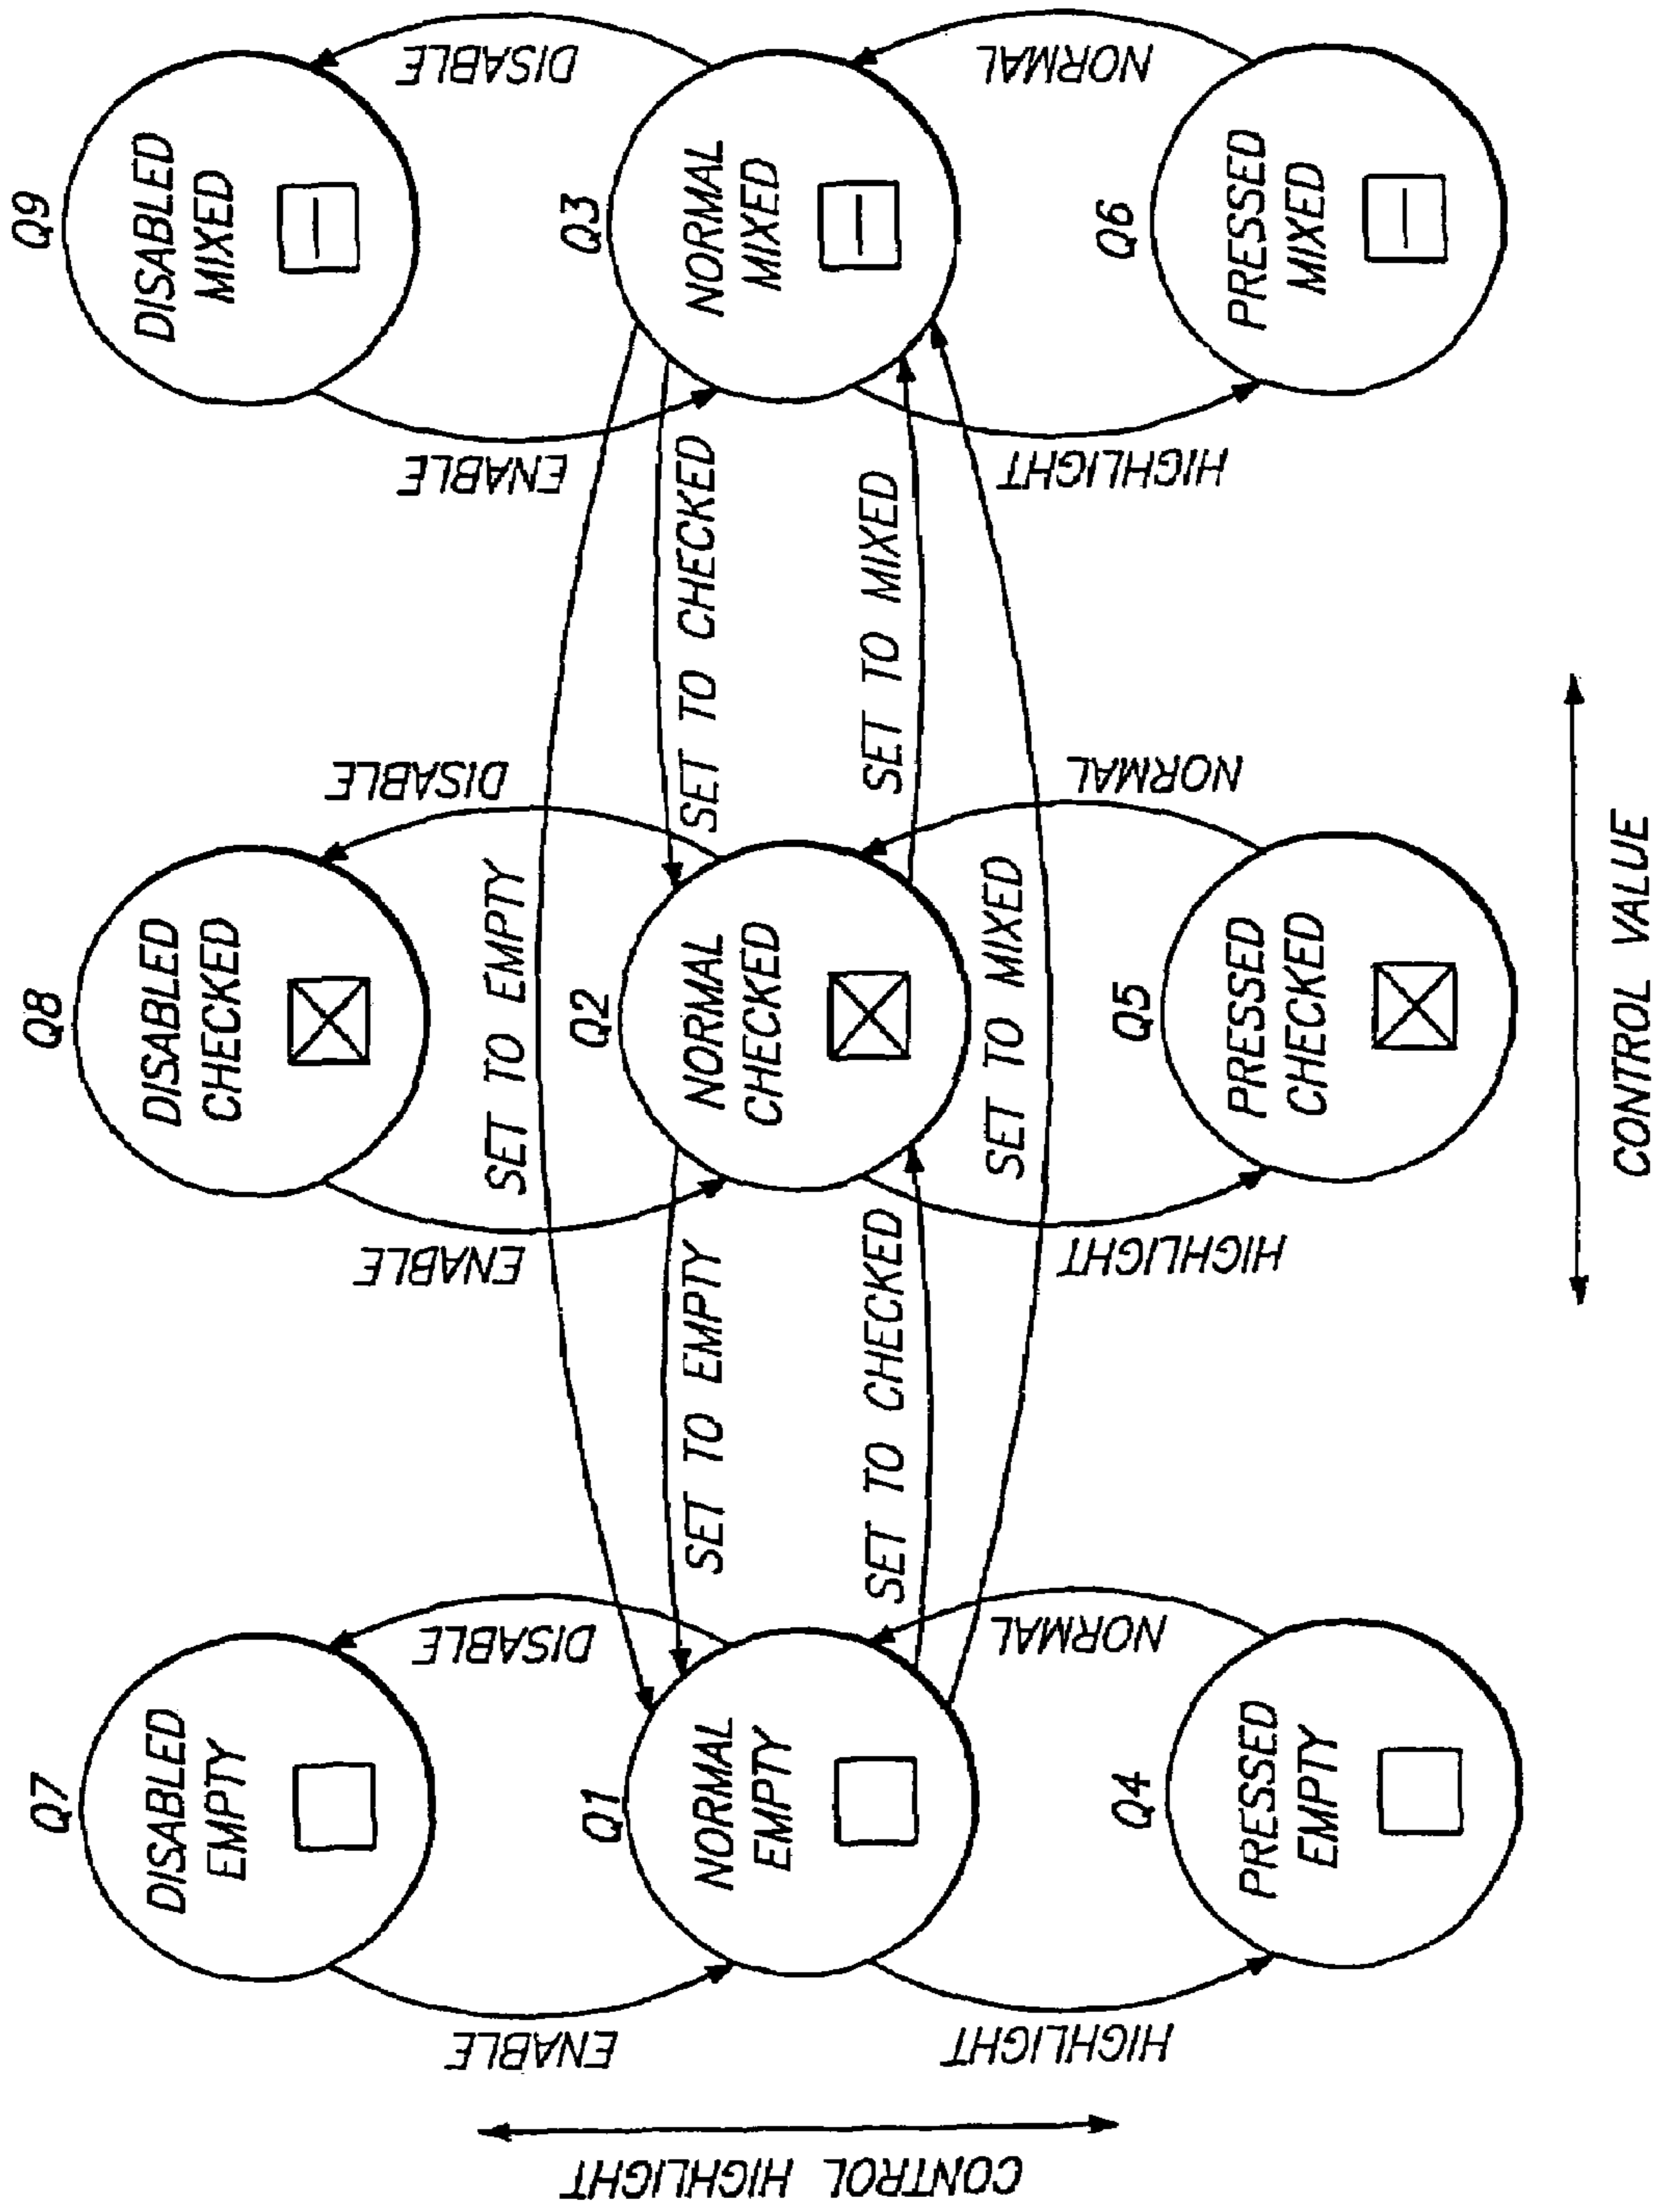 Q7
DISABLED
EMPTY
Q8
DISABLED
CHECKED
Q9
DISABLED
MIXED
ENABLE
DISABLE
ENABLE
DISABLE
ENABLE
DISABLE
SET TO EMPTY
Q1
NORMAL
EMPTY
SET TO EMPTY
SET TO CHECKED
Q2
NORMAL
CHECKED
SET TO CHECKED
SET TO MIXED
Q3
NORMAL
MIXED
SET TO MIXED
HIGHLIGHT
NORMAL
HIGHLIGHT
NORMAL
HIGHLIGHT
NORMAL
Q4
PRESSED
EMPTY
Q5
PRESSED
CHECKED
Q6
PRESSED
MIXED
CONTROL HIGHLIGHT
CONTROL VALUE